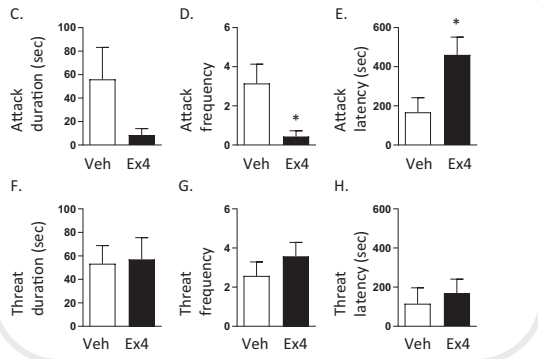 C.
Attack
duration (sec)
100
80
60
40
20
0
Veh Ex4
D.
Attack
frequency
6
4
2
0
*
Veh Ex4
E.
Attack
latency (sec)
600
400
200
0
*
Veh Ex4
F.
Threat
duration (sec)
100
80
60
40
20
0
Veh Ex4
G.
Threat
frequency
6
4
2
0
Veh Ex4
H.
Threat
latency (sec)
600
400
200
0
Veh Ex4